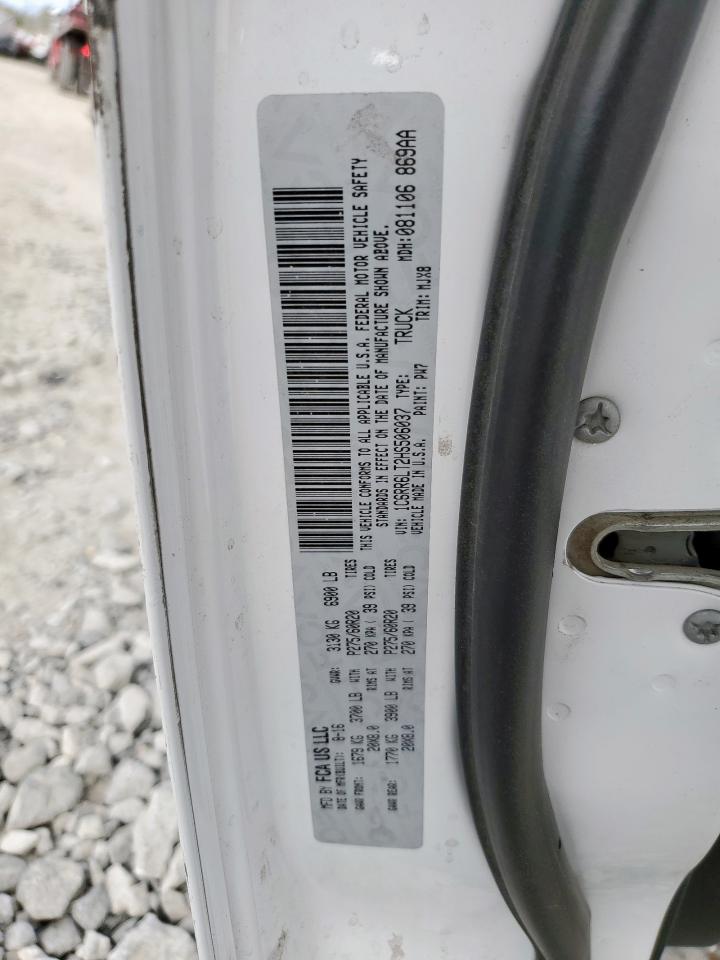 MFD BY FCA US LLC
DATE OF MFR(BUILT): 8-16 GVWR: 3130 KG 6900 LB
GAWR FRONT: 1679 KG 3700 LB WITH P275/60R20 TIRES
20X8.0 RIMS AT 270 KPA ( 39 PSI) COLD
GAWR REAR: 1770 KG 3900 LB WITH P275/60R20 TIRES
20X8.0 RIMS AT 270 KPA ( 39 PSI) COLD
THIS VEHICLE CONFORMS TO ALL APPLICABLE U.S.A. FEDERAL MOTOR VEHICLE SAFETY
STANDARDS IN EFFECT ON THE DATE OF MANUFACTURE SHOWN ABOVE.
VIN: 1C6RR6LT2HS506037 TYPE: TRUCK MDH:081106 869AA
VEHICLE MADE IN U.S.A. PAINT: PW7 TRIM: MJX8